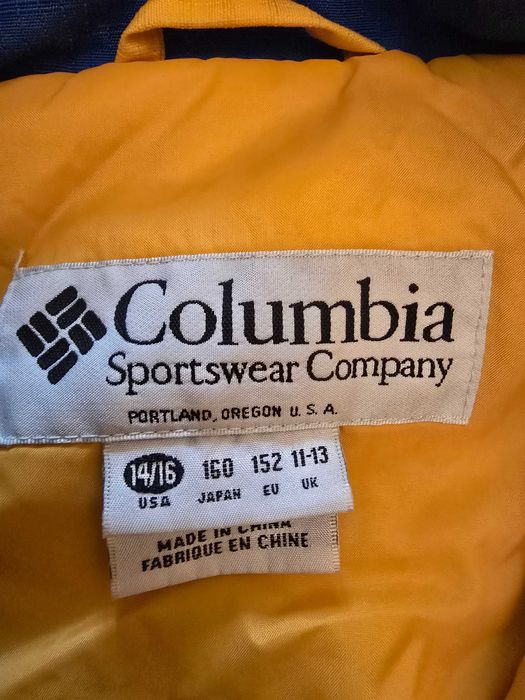 Columbia
Sportswear Company
PORTLAND, OREGON U.S.A.
14/16 160 152 11-13
USA JAPAN EU UK
MADE IN CHINA
FABRIQUE EN CHINE